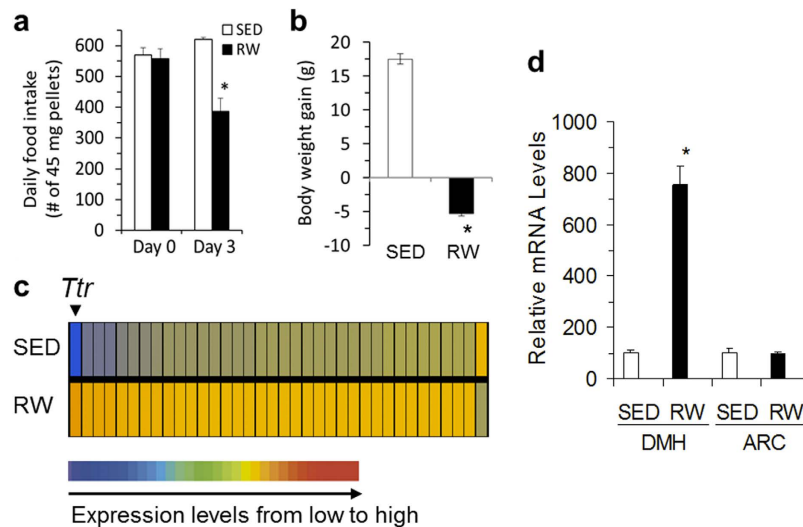 a
SED
RW
Daily food intake
(# of 45 mg pellets)
600
500
400
300
200
100
0
*
Day 0 Day 3
b
Body weight gain (g)
20
15
10
5
0
-5
-10
*
SED RW
c
Ttr
SED
RW
Expression levels from low to high
d
Relative mRNA Levels
1000
800
600
400
200
0
*
SED RW SED RW
DMH ARC